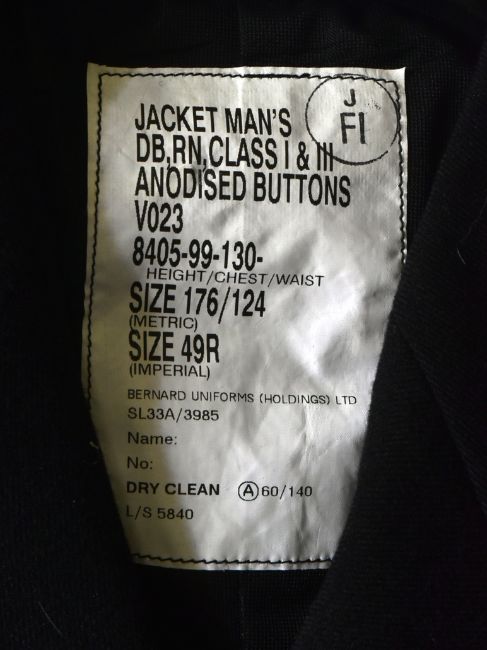 J
FI
JACKET MAN'S
DB,RN,CLASS I & III
ANODISED BUTTONS
V023
8405-99-130-
HEIGHT/CHEST/WAIST
SIZE 176/124
(METRIC)
SIZE 49R
(IMPERIAL)
BERNARD UNIFORMS (HOLDINGS) LTD
SL33A/3985
Name:
No:
DRY CLEAN Ⓐ 60/140
L/S 5840